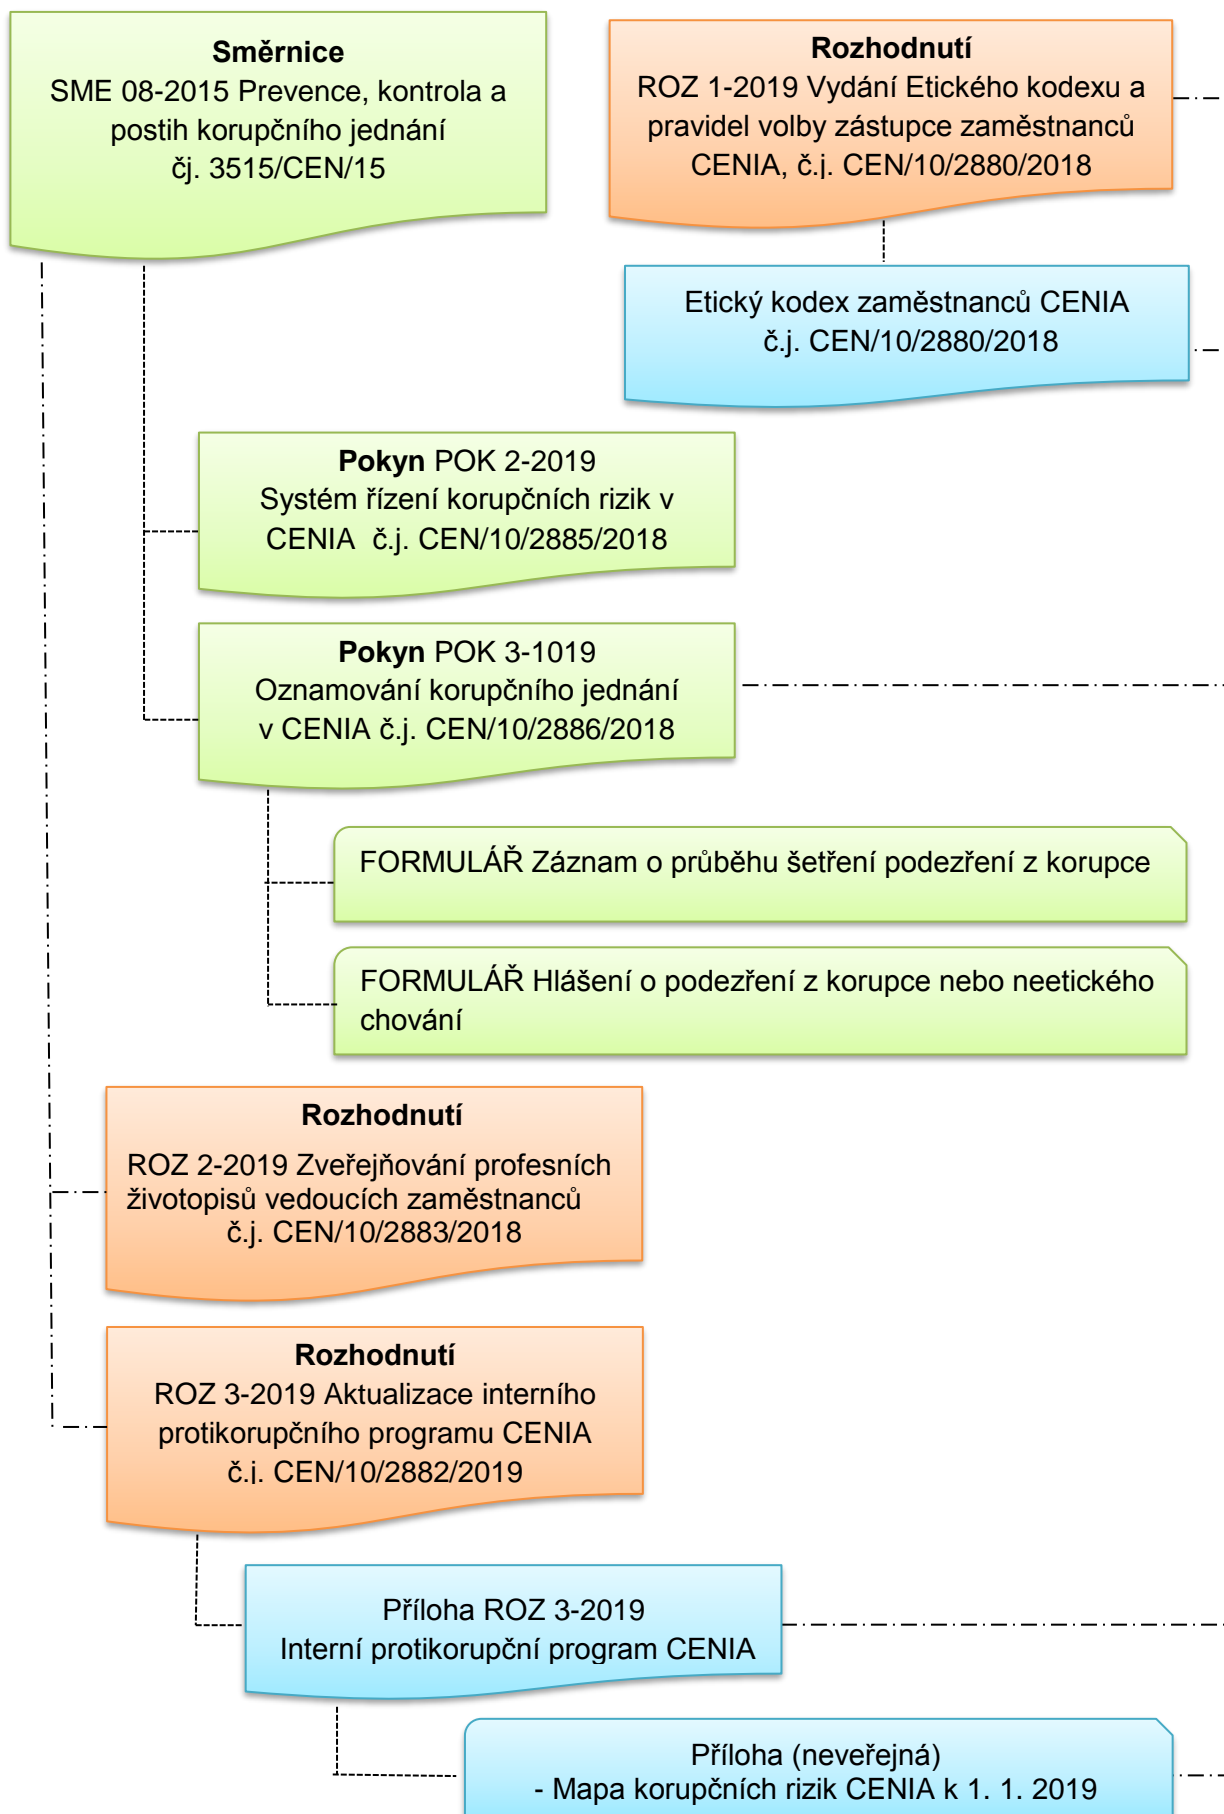 Směrnice
SME 08-2015 Prevence, kontrola a
postih korupčního jednání
čj. 3515/CEN/15
Rozhodnutí
ROZ 1-2019 Vydání Etického kodexu a
pravidel volby zástupce zaměstnanců
CENIA, č.j. CEN/10/2880/2018
Etický kodex zaměstnanců CENIA
č.j. CEN/10/2880/2018
Pokyn POK 2-2019
Systém řízení korupčních rizik v
CENIA č.j. CEN/10/2885/2018
Pokyn POK 3-1019
Oznamování korupčního jednání
v CENIA č.j. CEN/10/2886/2018
FORMULÁŘ Záznam o průběhu šetření podezření z korupce
FORMULÁŘ Hlášení o podezření z korupce nebo neetického
chování
Rozhodnutí
ROZ 2-2019 Zveřejňování profesních
životopisů vedoucích zaměstnanců
č.j. CEN/10/2883/2018
Rozhodnutí
ROZ 3-2019 Aktualizace interního
protikorupčního programu CENIA
č.j. CEN/10/2882/2019
Příloha ROZ 3-2019
Interní protikorupční program CENIA
Příloha (neveřejná)
- Mapa korupčních rizik CENIA k 1. 1. 2019